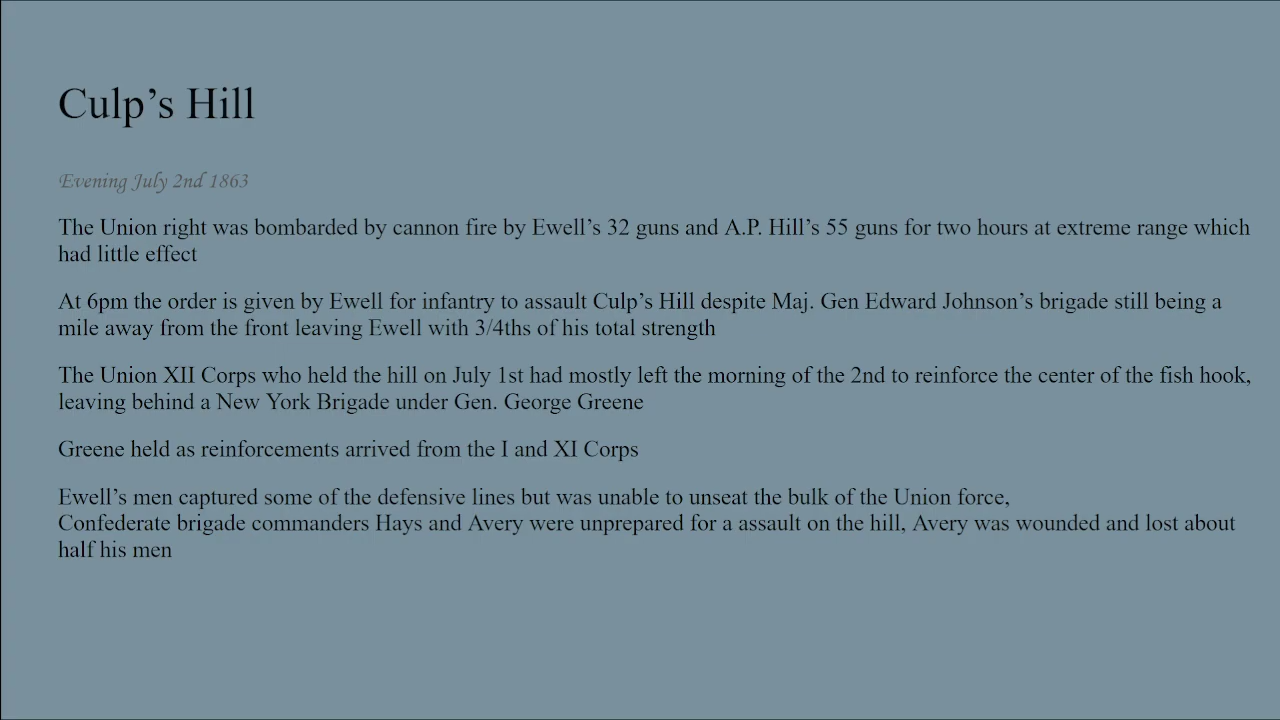 Culp’s Hill
Evening July 2nd 1863
The Union right was bombarded by cannon fire by Ewell’s 32 guns and A.P. Hill’s 55 guns for two hours at extreme range which
had little effect
At 6pm the order is given by Ewell for infantry to assault Culp’s Hill despite Maj. Gen Edward Johnson’s brigade still being a
mile away from the front leaving Ewell with 3/4ths of his total strength
The Union XII Corps who held the hill on July 1st had mostly left the morning of the 2nd to reinforce the center of the fish hook,
leaving behind a New York Brigade under Gen. George Greene
Greene held as reinforcements arrived from the I and XI Corps
Ewell’s men captured some of the defensive lines but was unable to unseat the bulk of the Union force,
Confederate brigade commanders Hays and Avery were unprepared for a assault on the hill, Avery was wounded and lost about
half his men